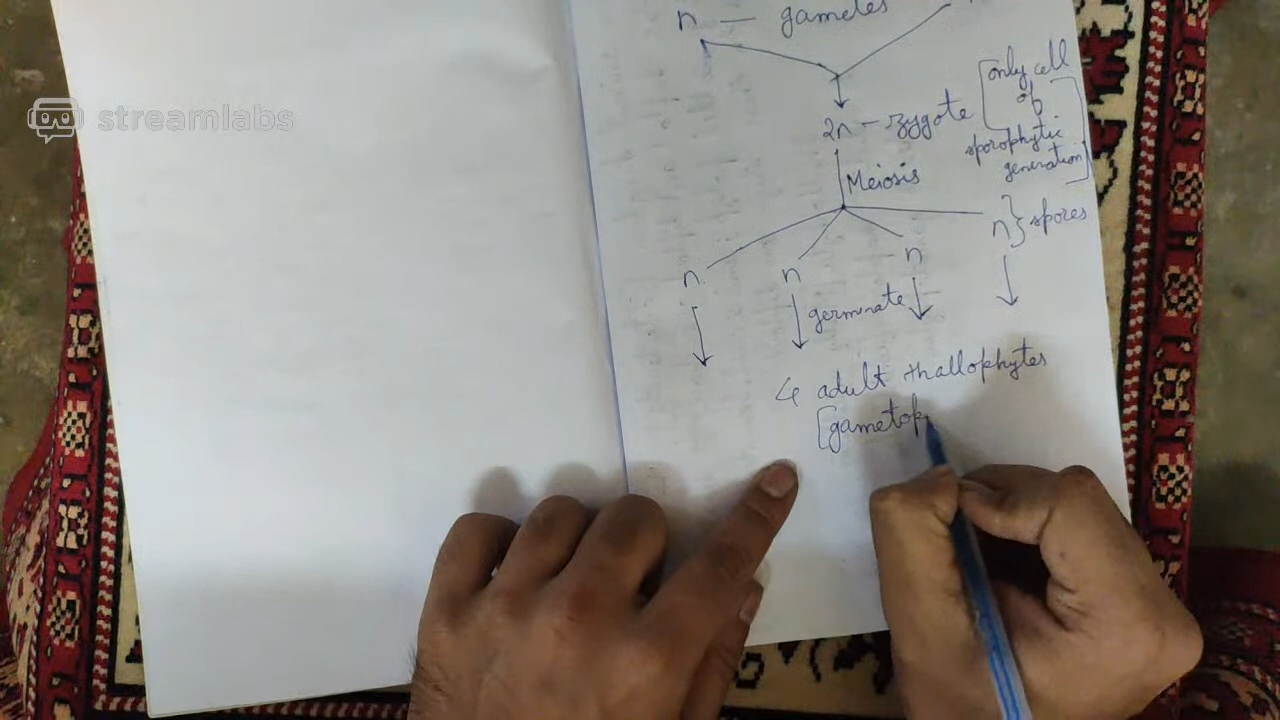 streamlabs
n — gametes
2n - zygote [only cell
of
sporophytic
generation]
Meiosis
n n n n } spores
germinate
4 adult thallophytes
[gametop